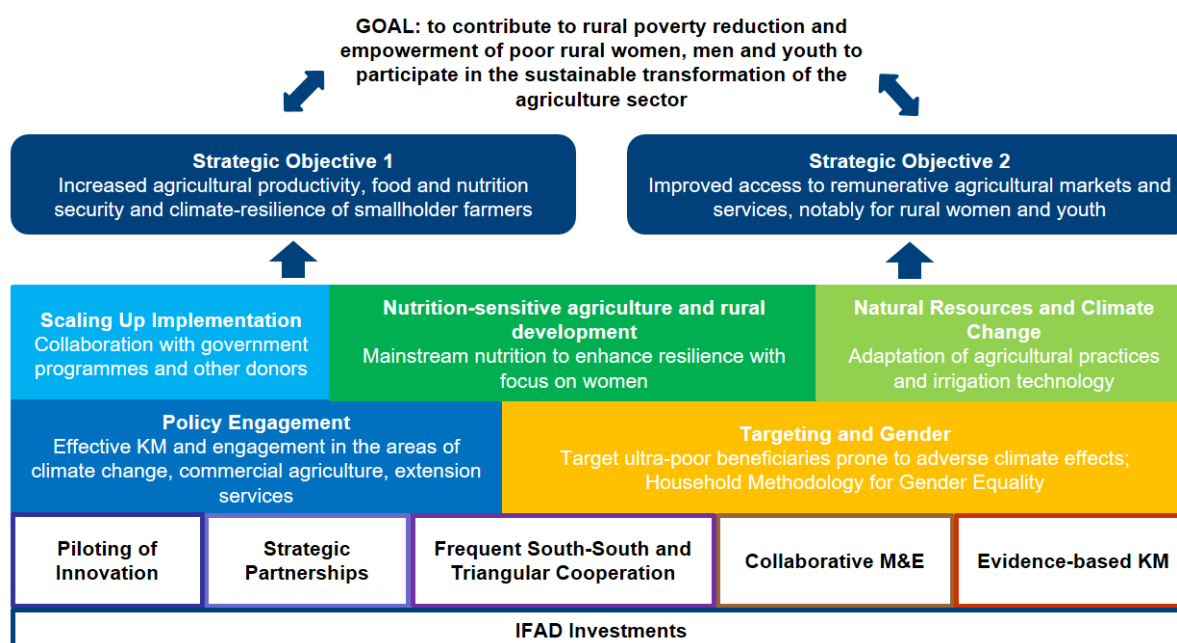 GOAL: to contribute to rural poverty reduction and
empowerment of poor rural women, men and youth to
participate in the sustainable transformation of the
agriculture sector
Strategic Objective 1
Increased agricultural productivity, food and nutrition
security and climate-resilience of smallholder farmers
Strategic Objective 2
Improved access to remunerative agricultural markets and
services, notably for rural women and youth
Scaling Up Implementation
Collaboration with government
programmes and other donors
Nutrition-sensitive agriculture and rural
development
Mainstream nutrition to enhance resilience with
focus on women
Natural Resources and Climate
Change
Adaptation of agricultural practices
and irrigation technology
Policy Engagement
Effective KM and engagement in the areas of
climate change, commercial agriculture, extension
services
Targeting and Gender
Target ultra-poor beneficiaries prone to adverse climate effects;
Household Methodology for Gender Equality
Piloting of
Innovation
Strategic
Partnerships
Frequent South-South and
Triangular Cooperation
Collaborative M&E
Evidence-based KM
IFAD Investments